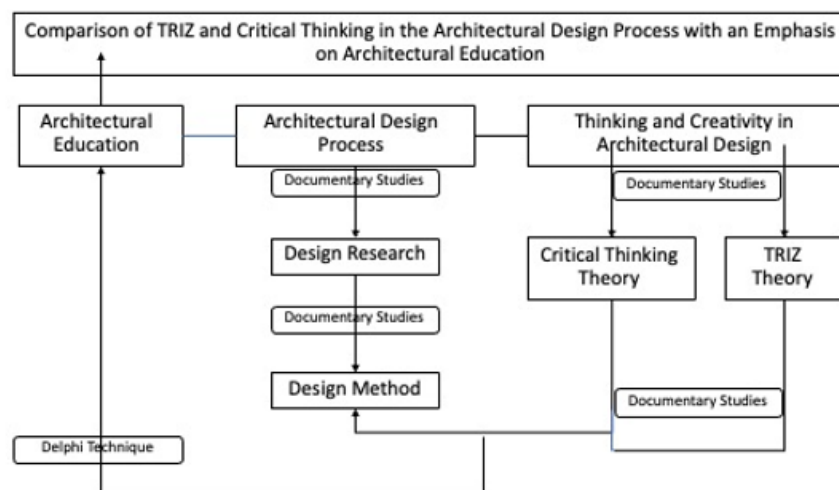 Comparison of TRIZ and Critical Thinking in the Architectural Design Process with an Emphasis
on Architectural Education
Architectural
Education
Architectural Design
Process
Thinking and Creativity in
Architectural Design
Documentary Studies
Documentary Studies
Design Research
Critical Thinking
Theory
TRIZ
Theory
Documentary Studies
Design Method
Documentary Studies
Delphi Technique